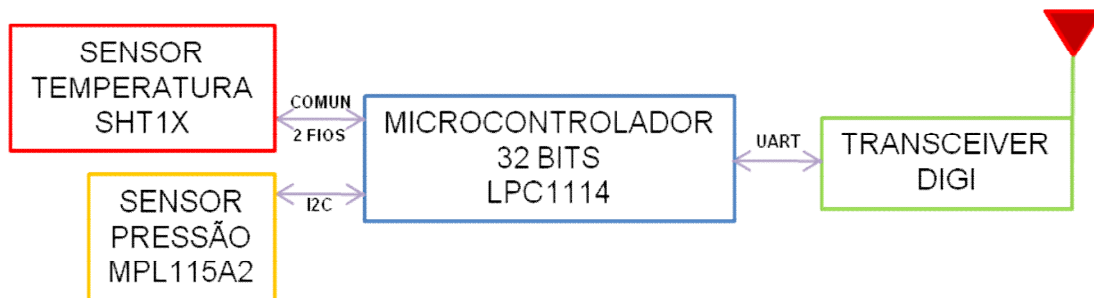 SENSOR
TEMPERATURA
SHT1X
COMUN
2 FIOS
SENSOR
PRESSÃO
MPL115A2
I2C
MICROCONTROLADOR
32 BITS
LPC1114
UART
TRANSCEIVER
DIGI